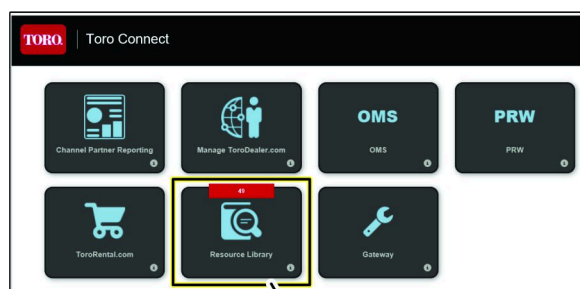 TORO. Toro Connect
OMS PRW
Channel Partner Reporting Manage ToroDealer.com OMS PRW
49
ToroRental.com Resource Library Gateway